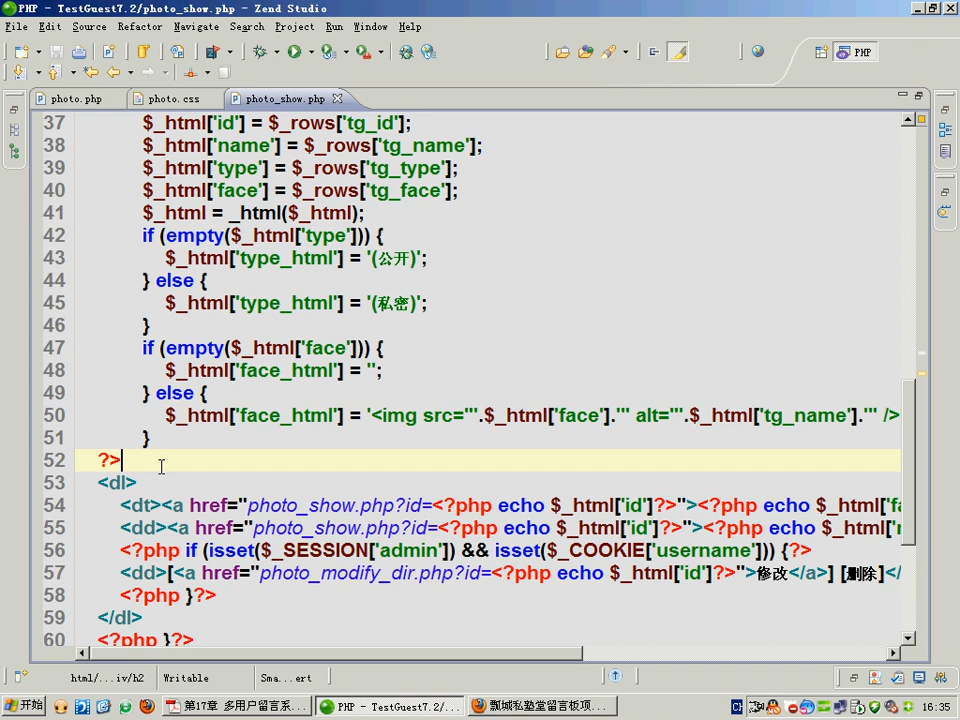 PHP - TestGuest7.2/photo_show.php - Zend Studio
File Edit Source Refactor Navigate Search Project Run Window Help
PHP
photo.php photo.css photo_show.php
37 $_html['id'] = $_rows['tg_id'];
38 $_html['name'] = $_rows['tg_name'];
39 $_html['type'] = $_rows['tg_type'];
40 $_html['face'] = $_rows['tg_face'];
41 $_html = _html($_html);
42 if (empty($_html['type'])) {
43 $_html['type_html'] = '(公开)';
44 } else {
45 $_html['type_html'] = '(私密)';
46 }
47 if (empty($_html['face'])) {
48 $_html['face_html'] = '';
49 } else {
50 $_html['face_html'] = '<img src="'.$_html['face'].'" alt="'.$_html['tg_name'].'" />
51 }
52 ?>
53 <dl>
54 <dt><a href="photo_show.php?id=<?php echo $_html['id']?>"><?php echo $_html['fa
55 <dd><a href="photo_show.php?id=<?php echo $_html['id']?>"><?php echo $_html['n
56 <?php if (isset($_SESSION['admin']) && isset($_COOKIE['username'])) {?>
57 <dd>[<a href="photo_modify_dir.php?id=<?php echo $_html['id']?>">修改</a>] [删除]</
58 <?php }?>
59 </dl>
60 <?php }?>
html/...iv/h2 Writable Sma...ert
开始 第17章 多用户留言系统... PHP - TestGuest7.2/... 瓢城私塾堂留言板项... CH 16:35